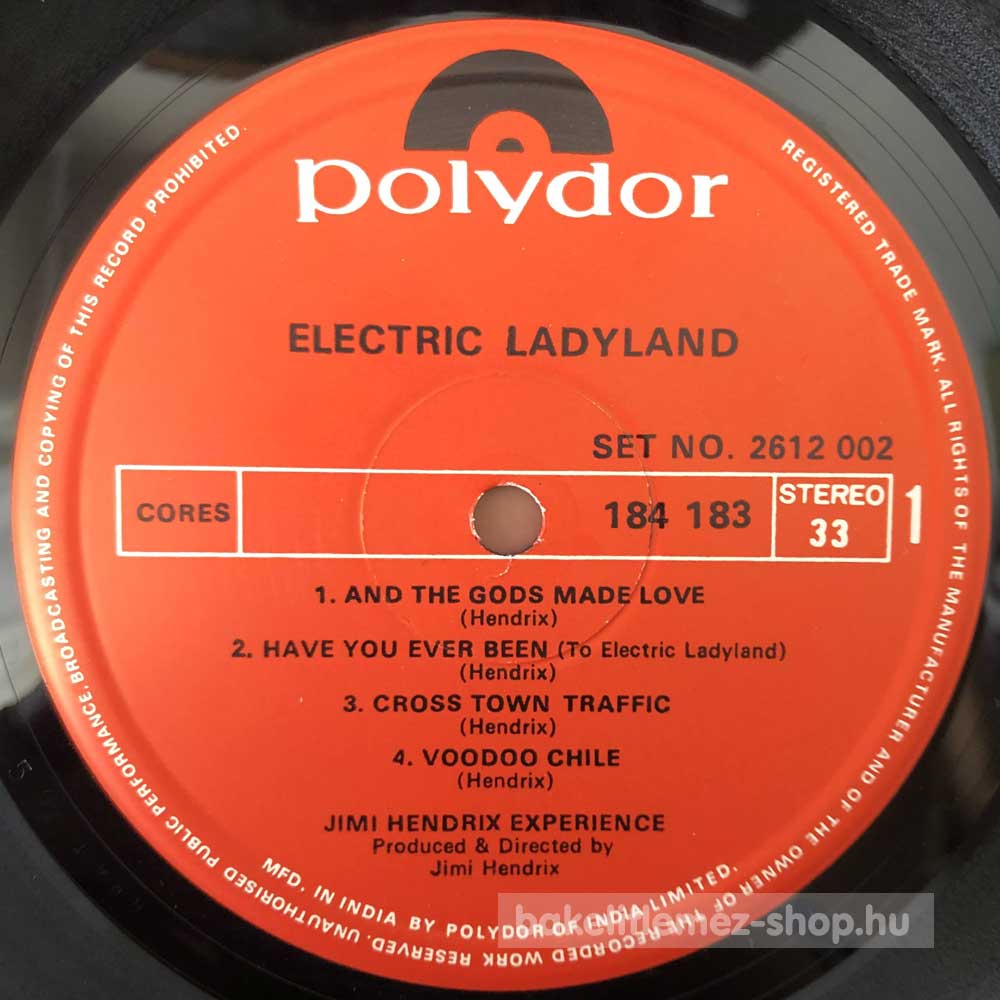 polydor
ELECTRIC LADYLAND
SET NO. 2612 002
CORES
184 183
STEREO
33
1
1. AND THE GODS MADE LOVE
(Hendrix)
2. HAVE YOU EVER BEEN (To Electric Ladyland)
(Hendrix)
3. CROSS TOWN TRAFFIC
(Hendrix)
4. VOODOO CHILE
(Hendrix)
JIMI HENDRIX EXPERIENCE
Produced & Directed by
Jimi Hendrix
MFD. IN INDIA BY POLYDOR OF INDIA LIMITED.
REGISTERED TRADE MARK. ALL RIGHTS OF THE MANUFACTURER AND OF THE OWNER OF THE RECORDED WORK RESERVED. UNAUTHORISED PUBLIC PERFORMANCE, BROADCASTING AND COPYING OF THIS RECORD PROHIBITED.
5
bakelitlemez-shop.hu